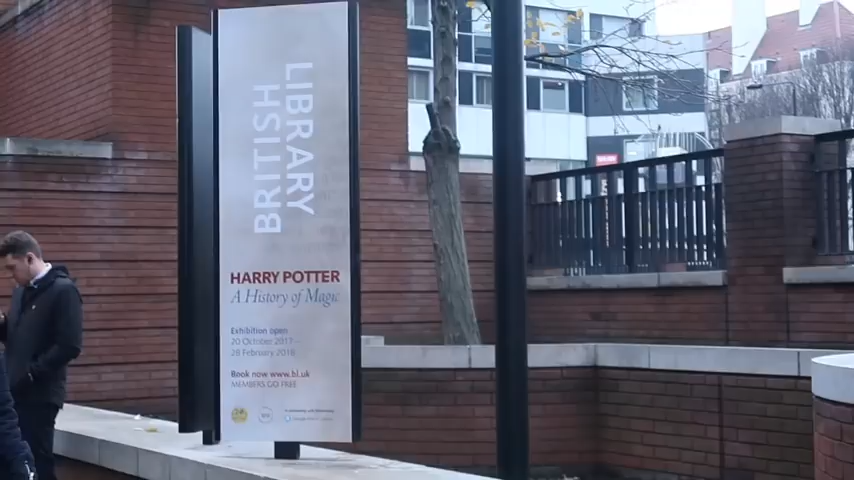 BRITISH
LIBRARY
HARRY POTTER
A History of Magic
Exhibition open
20 October 2017 –
28 February 2018
Book now www.bl.uk
MEMBERS GO FREE